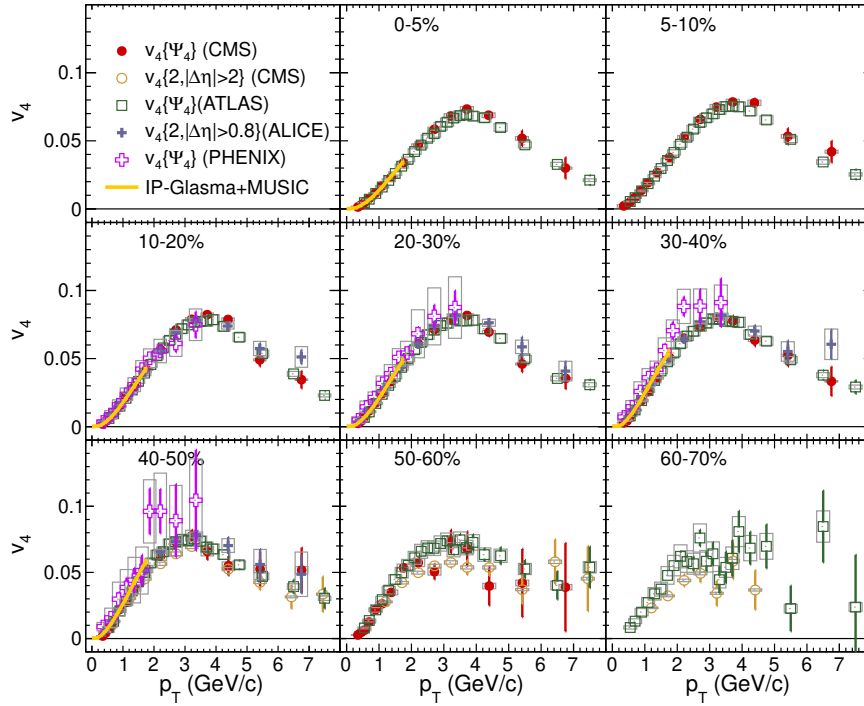 0-5%
5-10%
v₄{Ψ₄} (CMS)
v₄{2,|Δη|>2} (CMS)
v₄{Ψ₄}(ATLAS)
v₄{2,|Δη|>0.8}(ALICE)
v₄{Ψ₄} (PHENIX)
IP-Glasma+MUSIC
v₄
0.1
0.05
0
10-20%
20-30%
30-40%
v₄
0.1
0.05
0
40-50%
50-60%
60-70%
v₄
0.1
0.05
0
0 1 2 3 4 5 6 7
0 1 2 3 4 5 6 7
0 1 2 3 4 5 6 7
p_T (GeV/c)
p_T (GeV/c)
p_T (GeV/c)